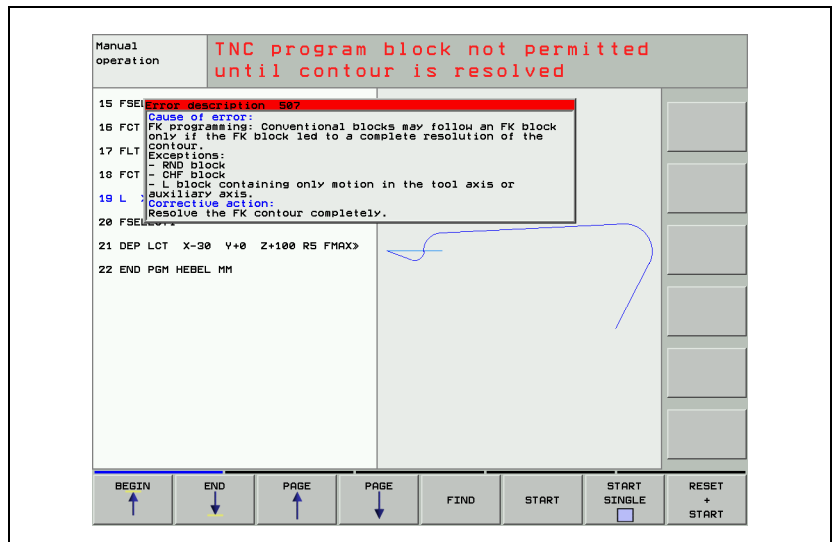 Manual
operation
TNC program block not permitted
until contour is resolved
15 FSEL
Error description 507
Cause of error:
16 FCT
FK programming: Conventional blocks may follow an FK block
only if the FK block led to a complete resolution of the
17 FLT
contour.
Exceptions:
- RND block
18 FCT
- CHF block
- L block containing only motion in the tool axis or
19 L
auxiliary axis.
Corrective action:
Resolve the FK contour completely.
20 FSELECT1
21 DEP LCT X-30 Y+0 Z+100 R5 FMAX»
22 END PGM HEBEL MM
BEGIN
END
PAGE
PAGE
FIND
START
START
SINGLE
RESET
+
START